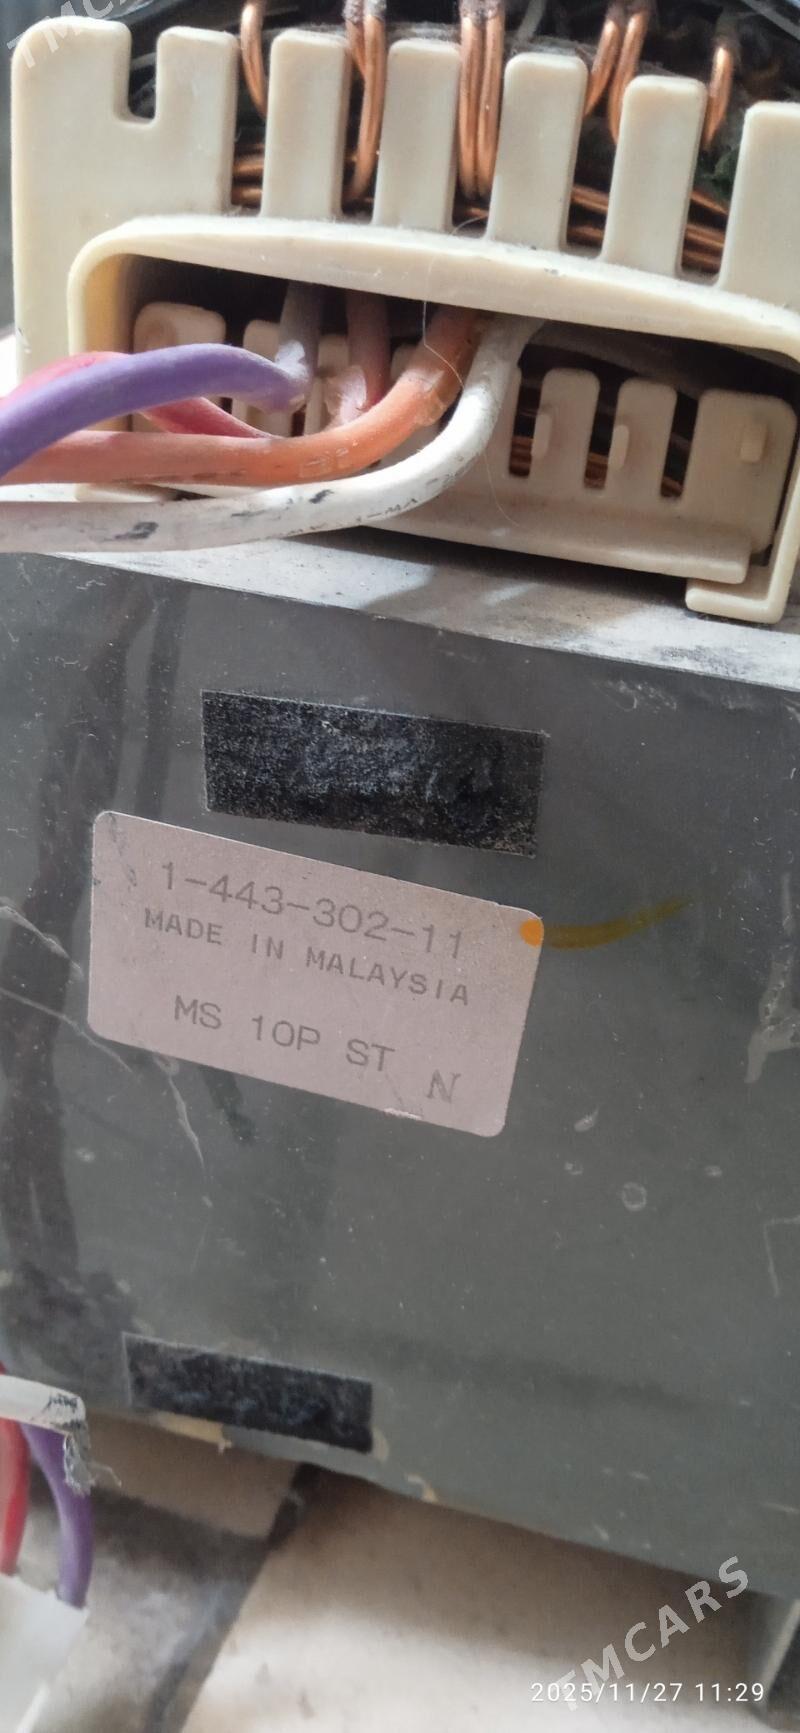 TMCARS
1-443-302-11
MADE IN MALAYSIA
MS 10P ST N
TMCARS
2025/11/27 11:29